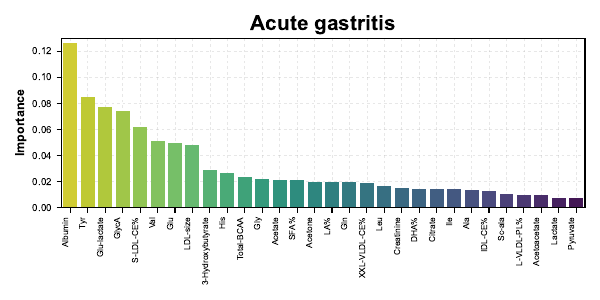 Acute gastritis
Importance
0.12
0.10
0.08
0.06
0.04
0.02
0.00
Albumin
Tyr
Glu-lactate
GlycA
S-LDL-CE%
Val
Glu
LDL-size
3-Hydroxybutyrate
His
Total-BCAA
Gly
Acetate
SFA%
Acetone
LA%
Gln
XXL-VLDL-CE%
Leu
Creatinine
DHA%
Citrate
Ile
Ala
IDL-CE%
Sc-ala
L-VLDL-PL%
Acetoacetate
Lactate
Pyruvate